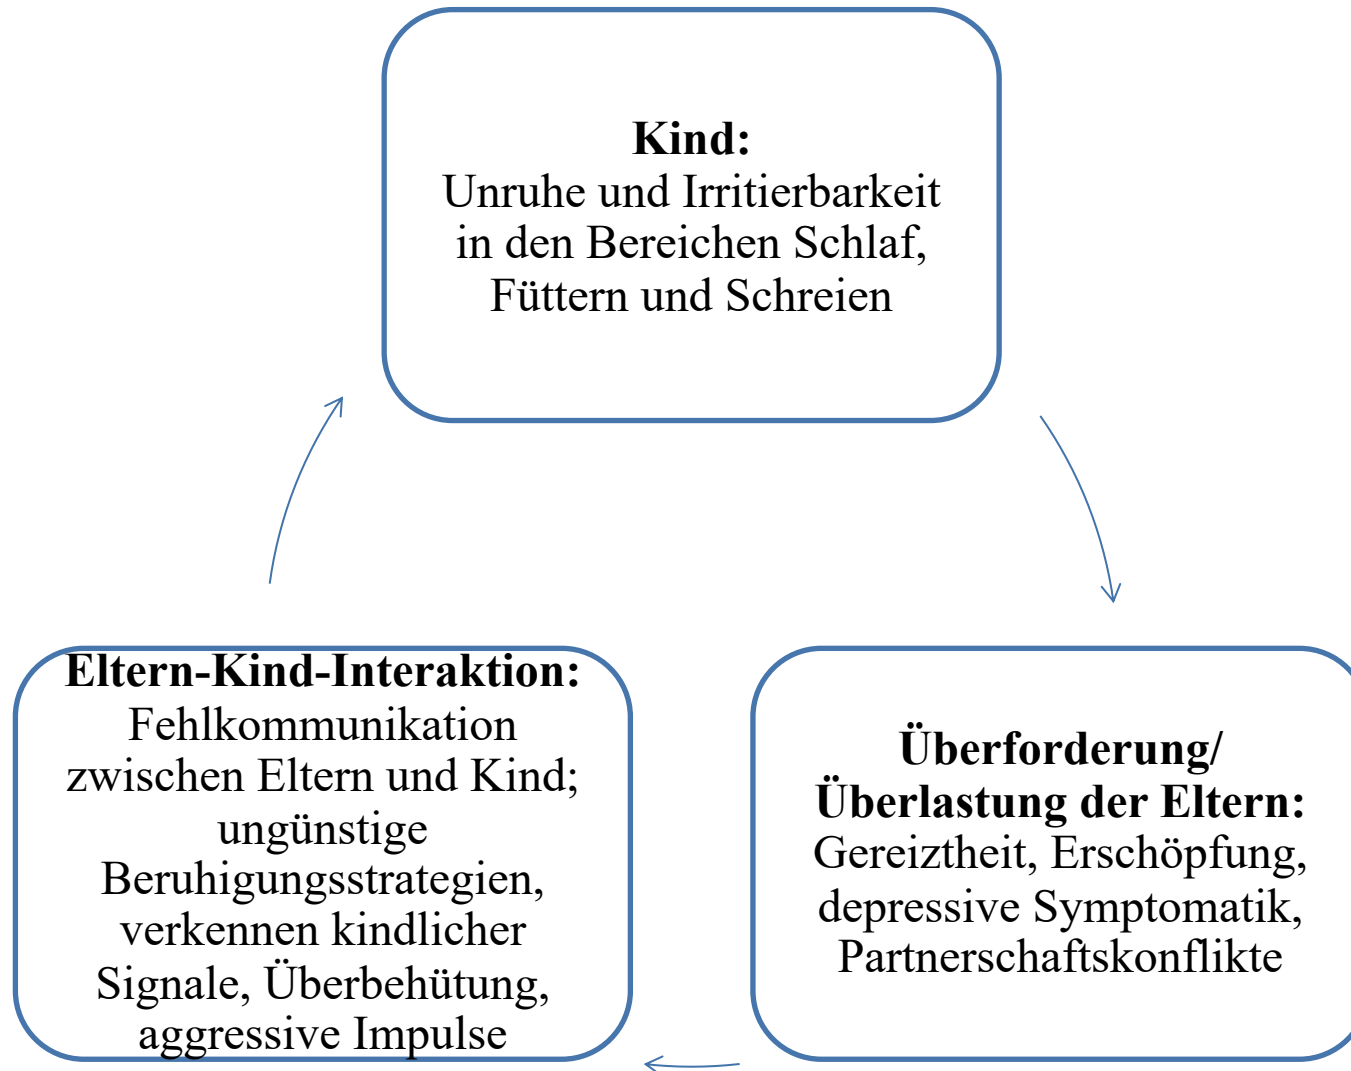 Kind:
Unruhe und Irritierbarkeit
in den Bereichen Schlaf,
Füttern und Schreien
Eltern-Kind-Interaktion:
Fehlkommunikation
zwischen Eltern und Kind;
ungünstige
Beruhigungsstrategien,
verkennen kindlicher
Signale, Überbehütung,
aggressive Impulse
Überforderung/
Überlastung der Eltern:
Gereiztheit, Erschöpfung,
depressive Symptomatik,
Partnerschaftskonflikte